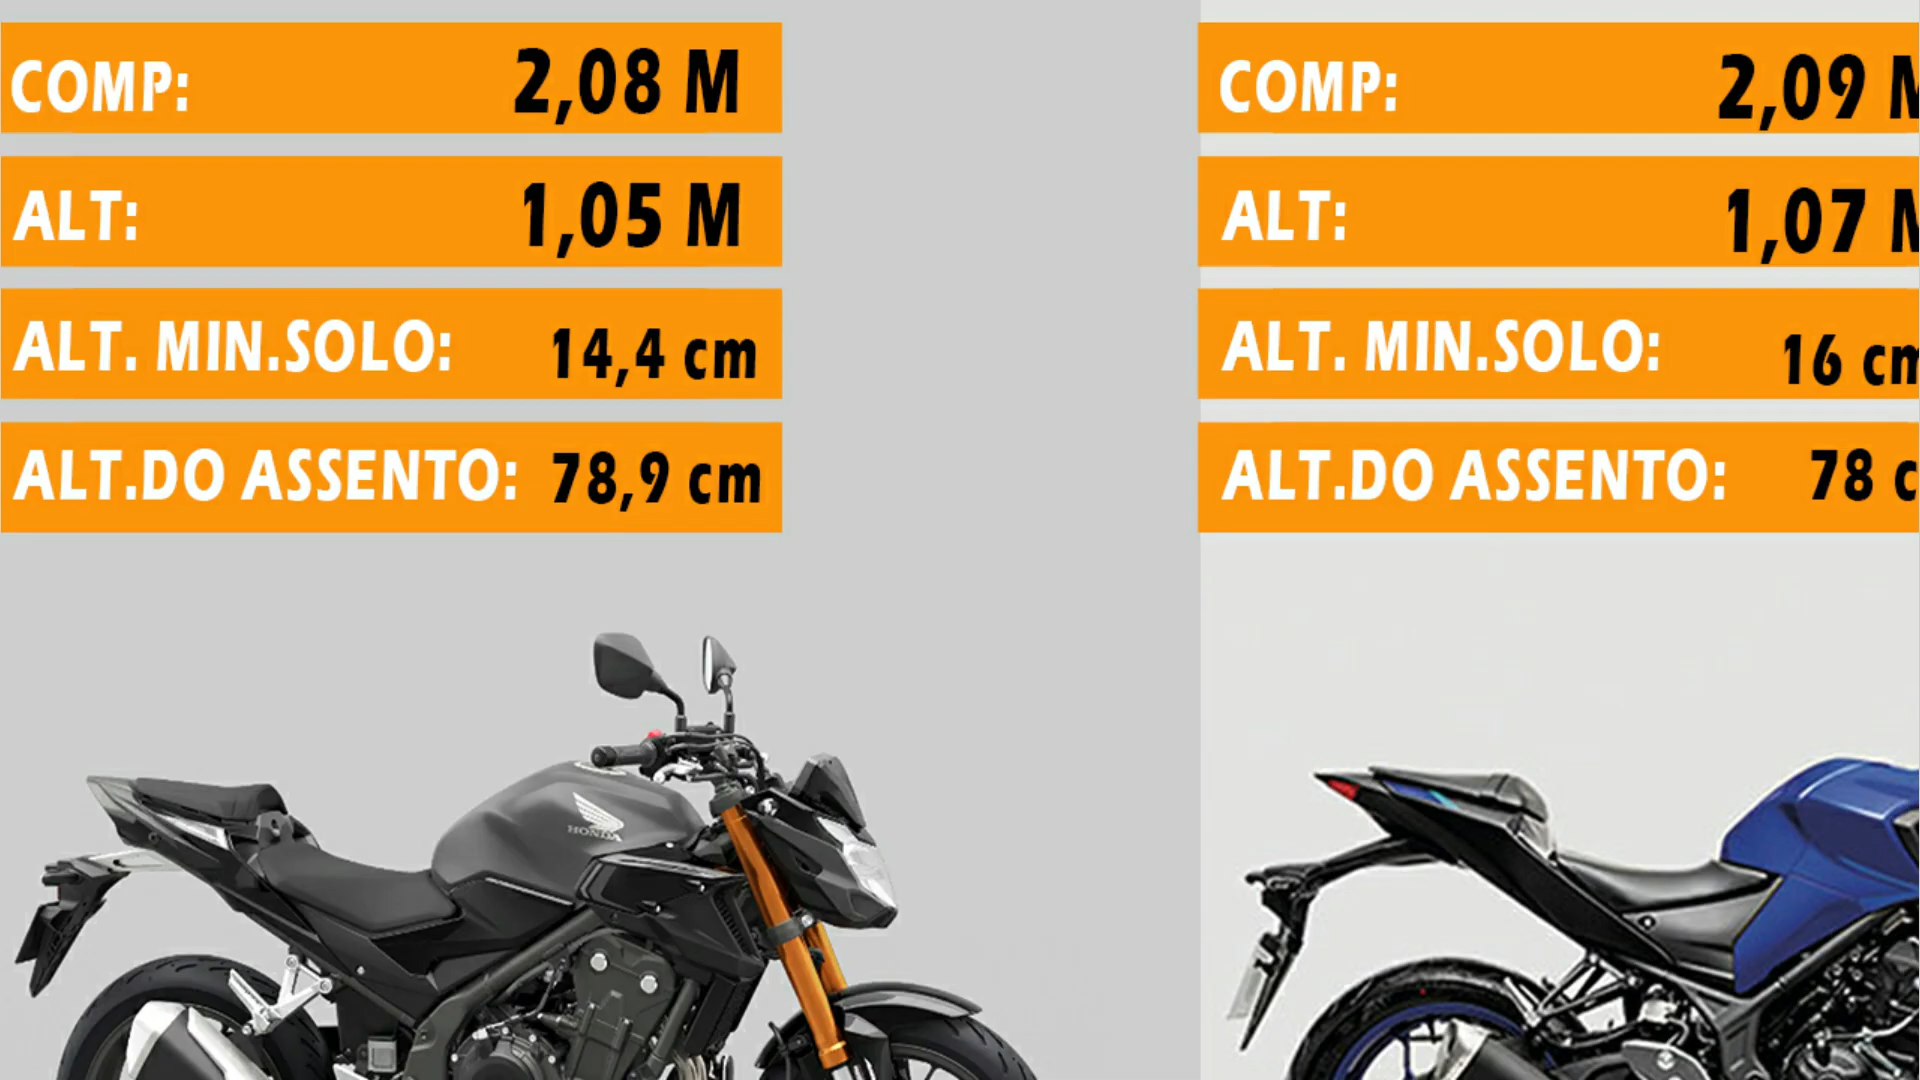 COMP: 2,08 M
ALT: 1,05 M
ALT. MIN.SOLO: 14,4 cm
ALT.DO ASSENTO: 78,9 cm
HONDA
COMP: 2,09 M
ALT: 1,07 M
ALT. MIN.SOLO: 16 cm
ALT.DO ASSENTO: 78 c